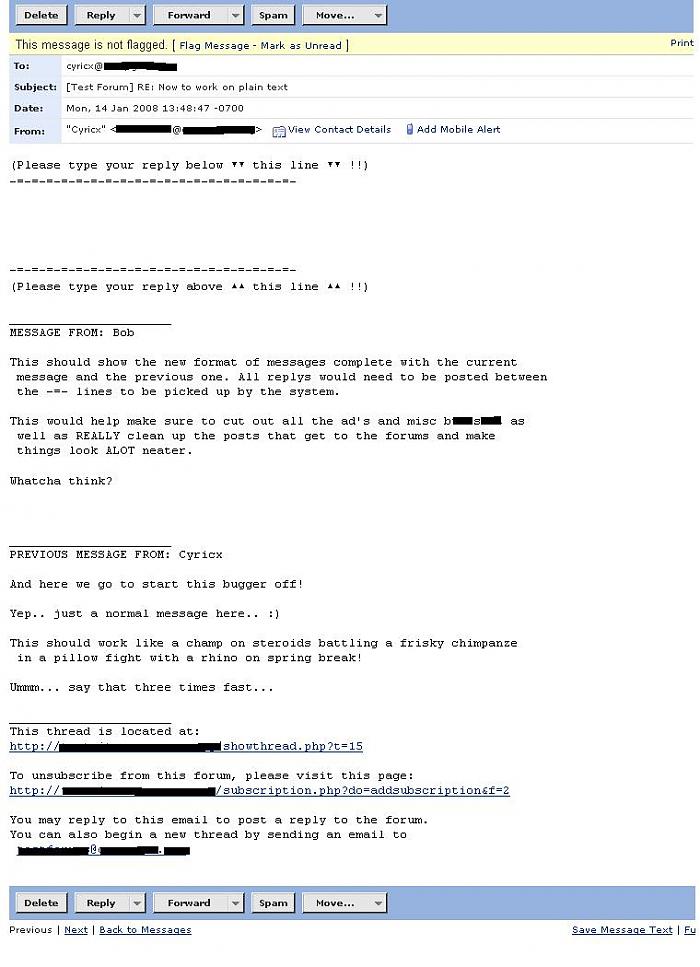 Delete Reply Forward Spam Move...
This message is not flagged. [ Flag Message - Mark as Unread ] Print
To: cyricx@
Subject: [Test Forum] RE: Now to work on plain text
Date: Mon, 14 Jan 2008 13:48:47 -0700
From: "Cyricx" < @ > View Contact Details Add Mobile Alert
(Please type your reply below ▼▼ this line ▼▼ !!)
-=-=-=-=-=-=-=-=-=-=-=-=-=-=-=-=-=-=-=-
-=-=-=-=-=-=-=-=-=-=-=-=-=-=-=-=-=-=-=-
(Please type your reply above ▲▲ this line ▲▲ !!)
MESSAGE FROM: Bob
This should show the new format of messages complete with the current
message and the previous one. All replys would need to be posted between
the -=- lines to be picked up by the system.
This would help make sure to cut out all the ad's and misc b s as
well as REALLY clean up the posts that get to the forums and make
things look ALOT neater.
Whatcha think?
PREVIOUS MESSAGE FROM: Cyricx
And here we go to start this bugger off!
Yep.. just a normal message here.. :)
This should work like a champ on steroids battling a frisky chimpanze
in a pillow fight with a rhino on spring break!
Ummm... say that three times fast...
This thread is located at:
http:// showthread.php?t=15
To unsubscribe from this forum, please visit this page:
http:// /subscription.php?do=addsubscription&f=2
You may reply to this email to post a reply to the forum.
You can also begin a new thread by sending an email to
@ .
Delete Reply Forward Spam Move...
Previous | Next | Back to Messages Save Message Text | Fu